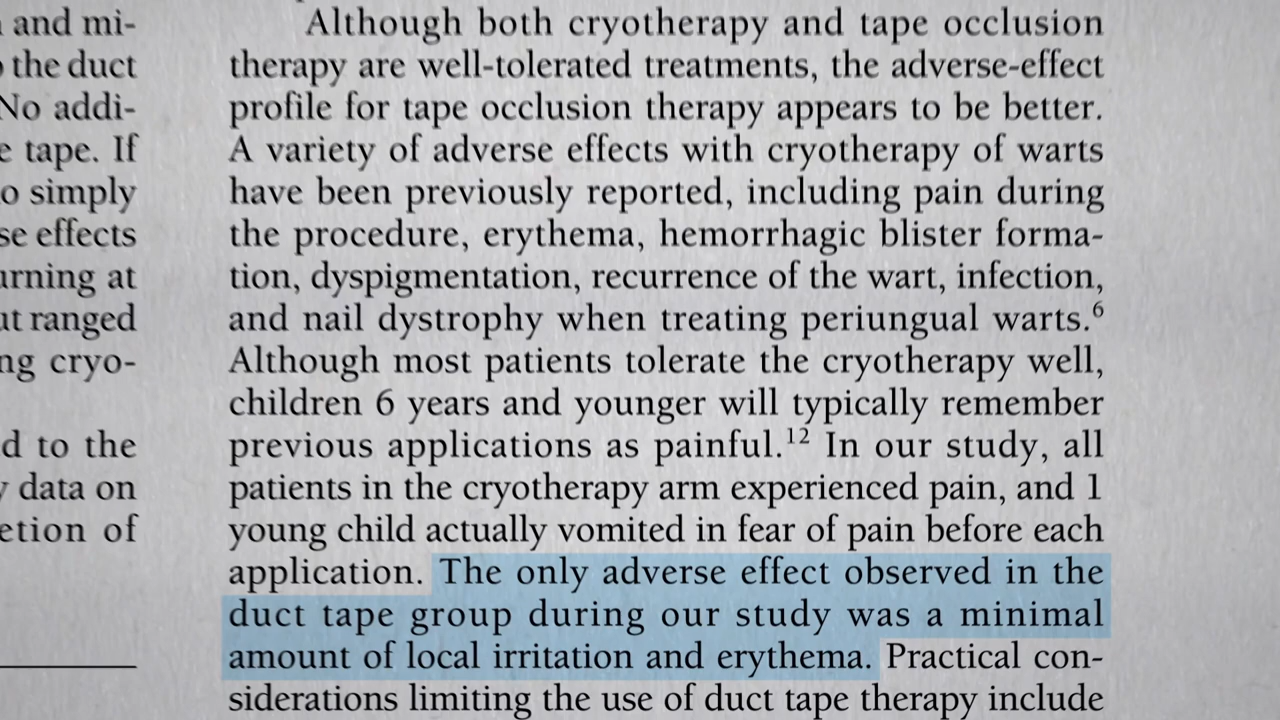 and mi-
the duct
No addi-
tape. If
simply
effects
at
ranged
cryo-
to the
data on
of
Although both cryotherapy and tape occlusion
therapy are well-tolerated treatments, the adverse-effect
profile for tape occlusion therapy appears to be better.
A variety of adverse effects with cryotherapy of warts
have been previously reported, including pain during
the procedure, erythema, hemorrhagic blister forma-
tion, dyspigmentation, recurrence of the wart, infection,
and nail dystrophy when treating periungual warts.⁶
Although most patients tolerate the cryotherapy well,
children 6 years and younger will typically remember
previous applications as painful.¹² In our study, all
patients in the cryotherapy arm experienced pain, and 1
young child actually vomited in fear of pain before each
application. The only adverse effect observed in the
duct tape group during our study was a minimal
amount of local irritation and erythema. Practical con-
siderations limiting the use of duct tape therapy include